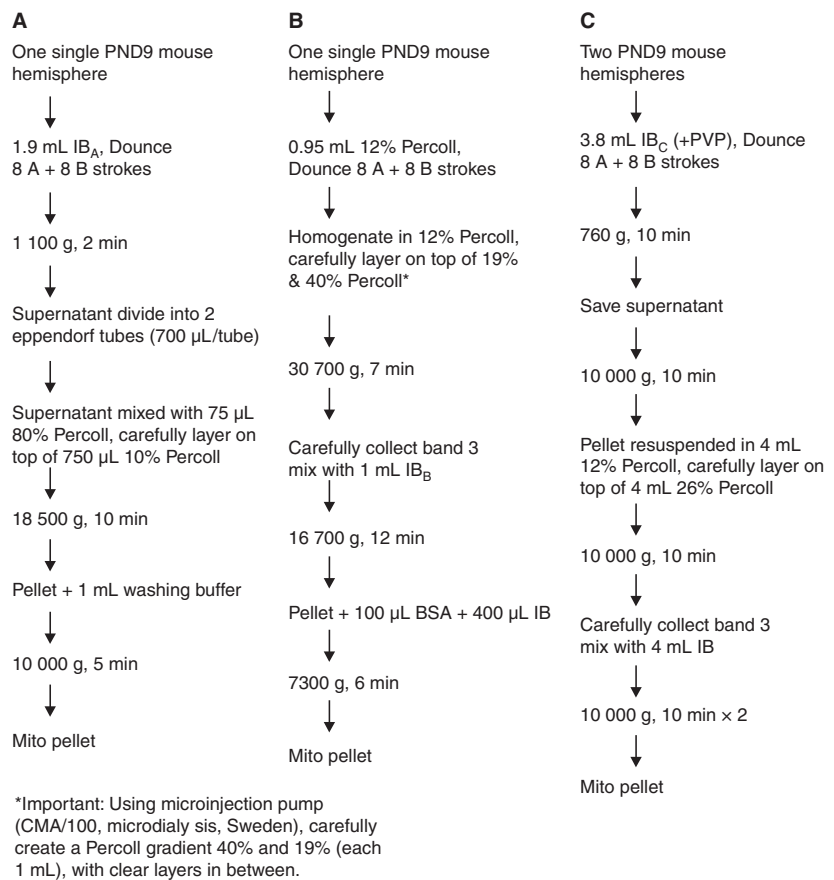 A
One single PND9 mouse
hemisphere
1.9 mL IB_A, Dounce
8 A + 8 B strokes
1 100 g, 2 min
Supernatant divide into 2
eppendorf tubes (700 µL/tube)
Supernatant mixed with 75 µL
80% Percoll, carefully layer on
top of 750 µL 10% Percoll
18 500 g, 10 min
Pellet + 1 mL washing buffer
10 000 g, 5 min
Mito pellet
B
One single PND9 mouse
hemisphere
0.95 mL 12% Percoll,
Dounce 8 A + 8 B strokes
Homogenate in 12% Percoll,
carefully layer on top of 19%
& 40% Percoll*
30 700 g, 7 min
Carefully collect band 3
mix with 1 mL IB_B
16 700 g, 12 min
Pellet + 100 µL BSA + 400 µL IB
7300 g, 6 min
Mito pellet
C
Two PND9 mouse
hemispheres
3.8 mL IB_C (+PVP), Dounce
8 A + 8 B strokes
760 g, 10 min
Save supernatant
10 000 g, 10 min
Pellet resuspended in 4 mL
12% Percoll, carefully layer on
top of 4 mL 26% Percoll
10 000 g, 10 min
Carefully collect band 3
mix with 4 mL IB
10 000 g, 10 min × 2
Mito pellet
*Important: Using microinjection pump
(CMA/100, microdialy sis, Sweden), carefully
create a Percoll gradient 40% and 19% (each
1 mL), with clear layers in between.